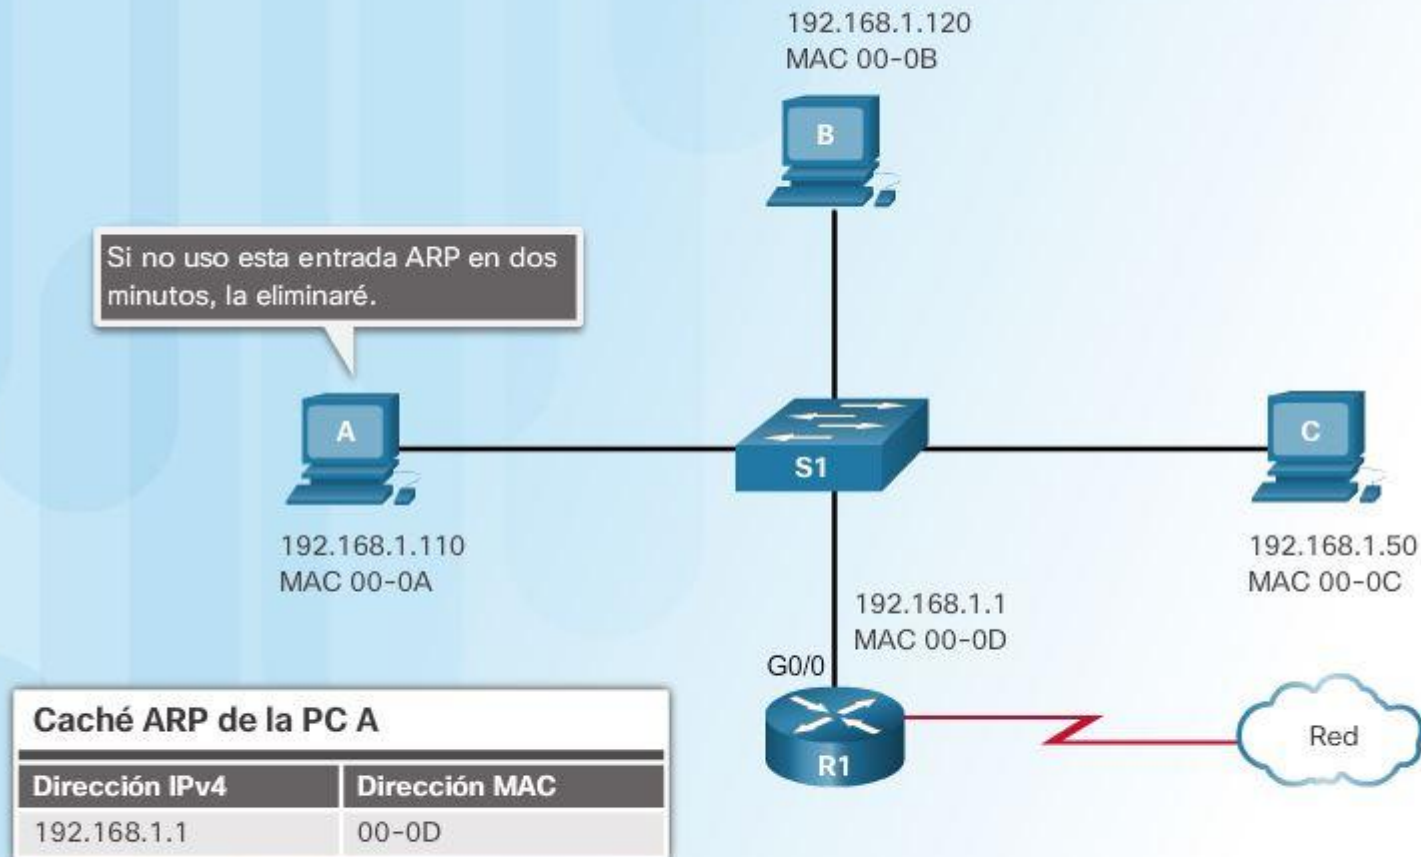 192.168.1.120
MAC 00-0B
B
Si no uso esta entrada ARP en dos
minutos, la eliminaré.
A
S1
C
192.168.1.110
MAC 00-0A
192.168.1.50
MAC 00-0C
192.168.1.1
MAC 00-0D
G0/0
R1
Red
Caché ARP de la PC A
Dirección IPv4 Dirección MAC
192.168.1.1 00-0D